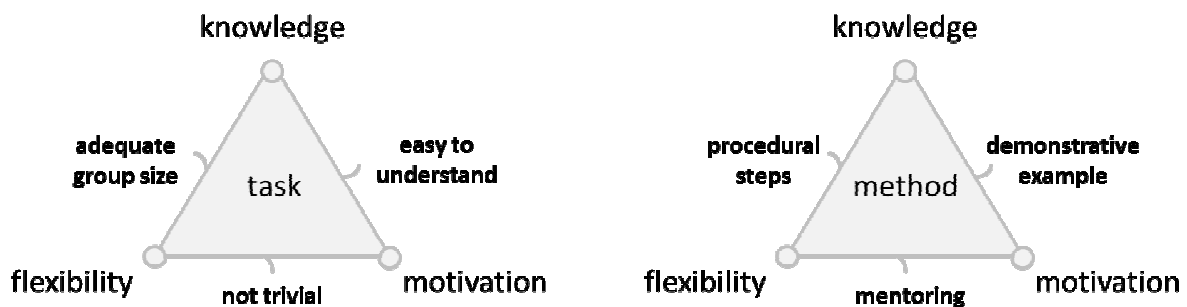 knowledge
adequate
group size
easy to
understand
task
flexibility
not trivial
motivation
knowledge
procedural
steps
demonstrative
example
method
flexibility
mentoring
motivation